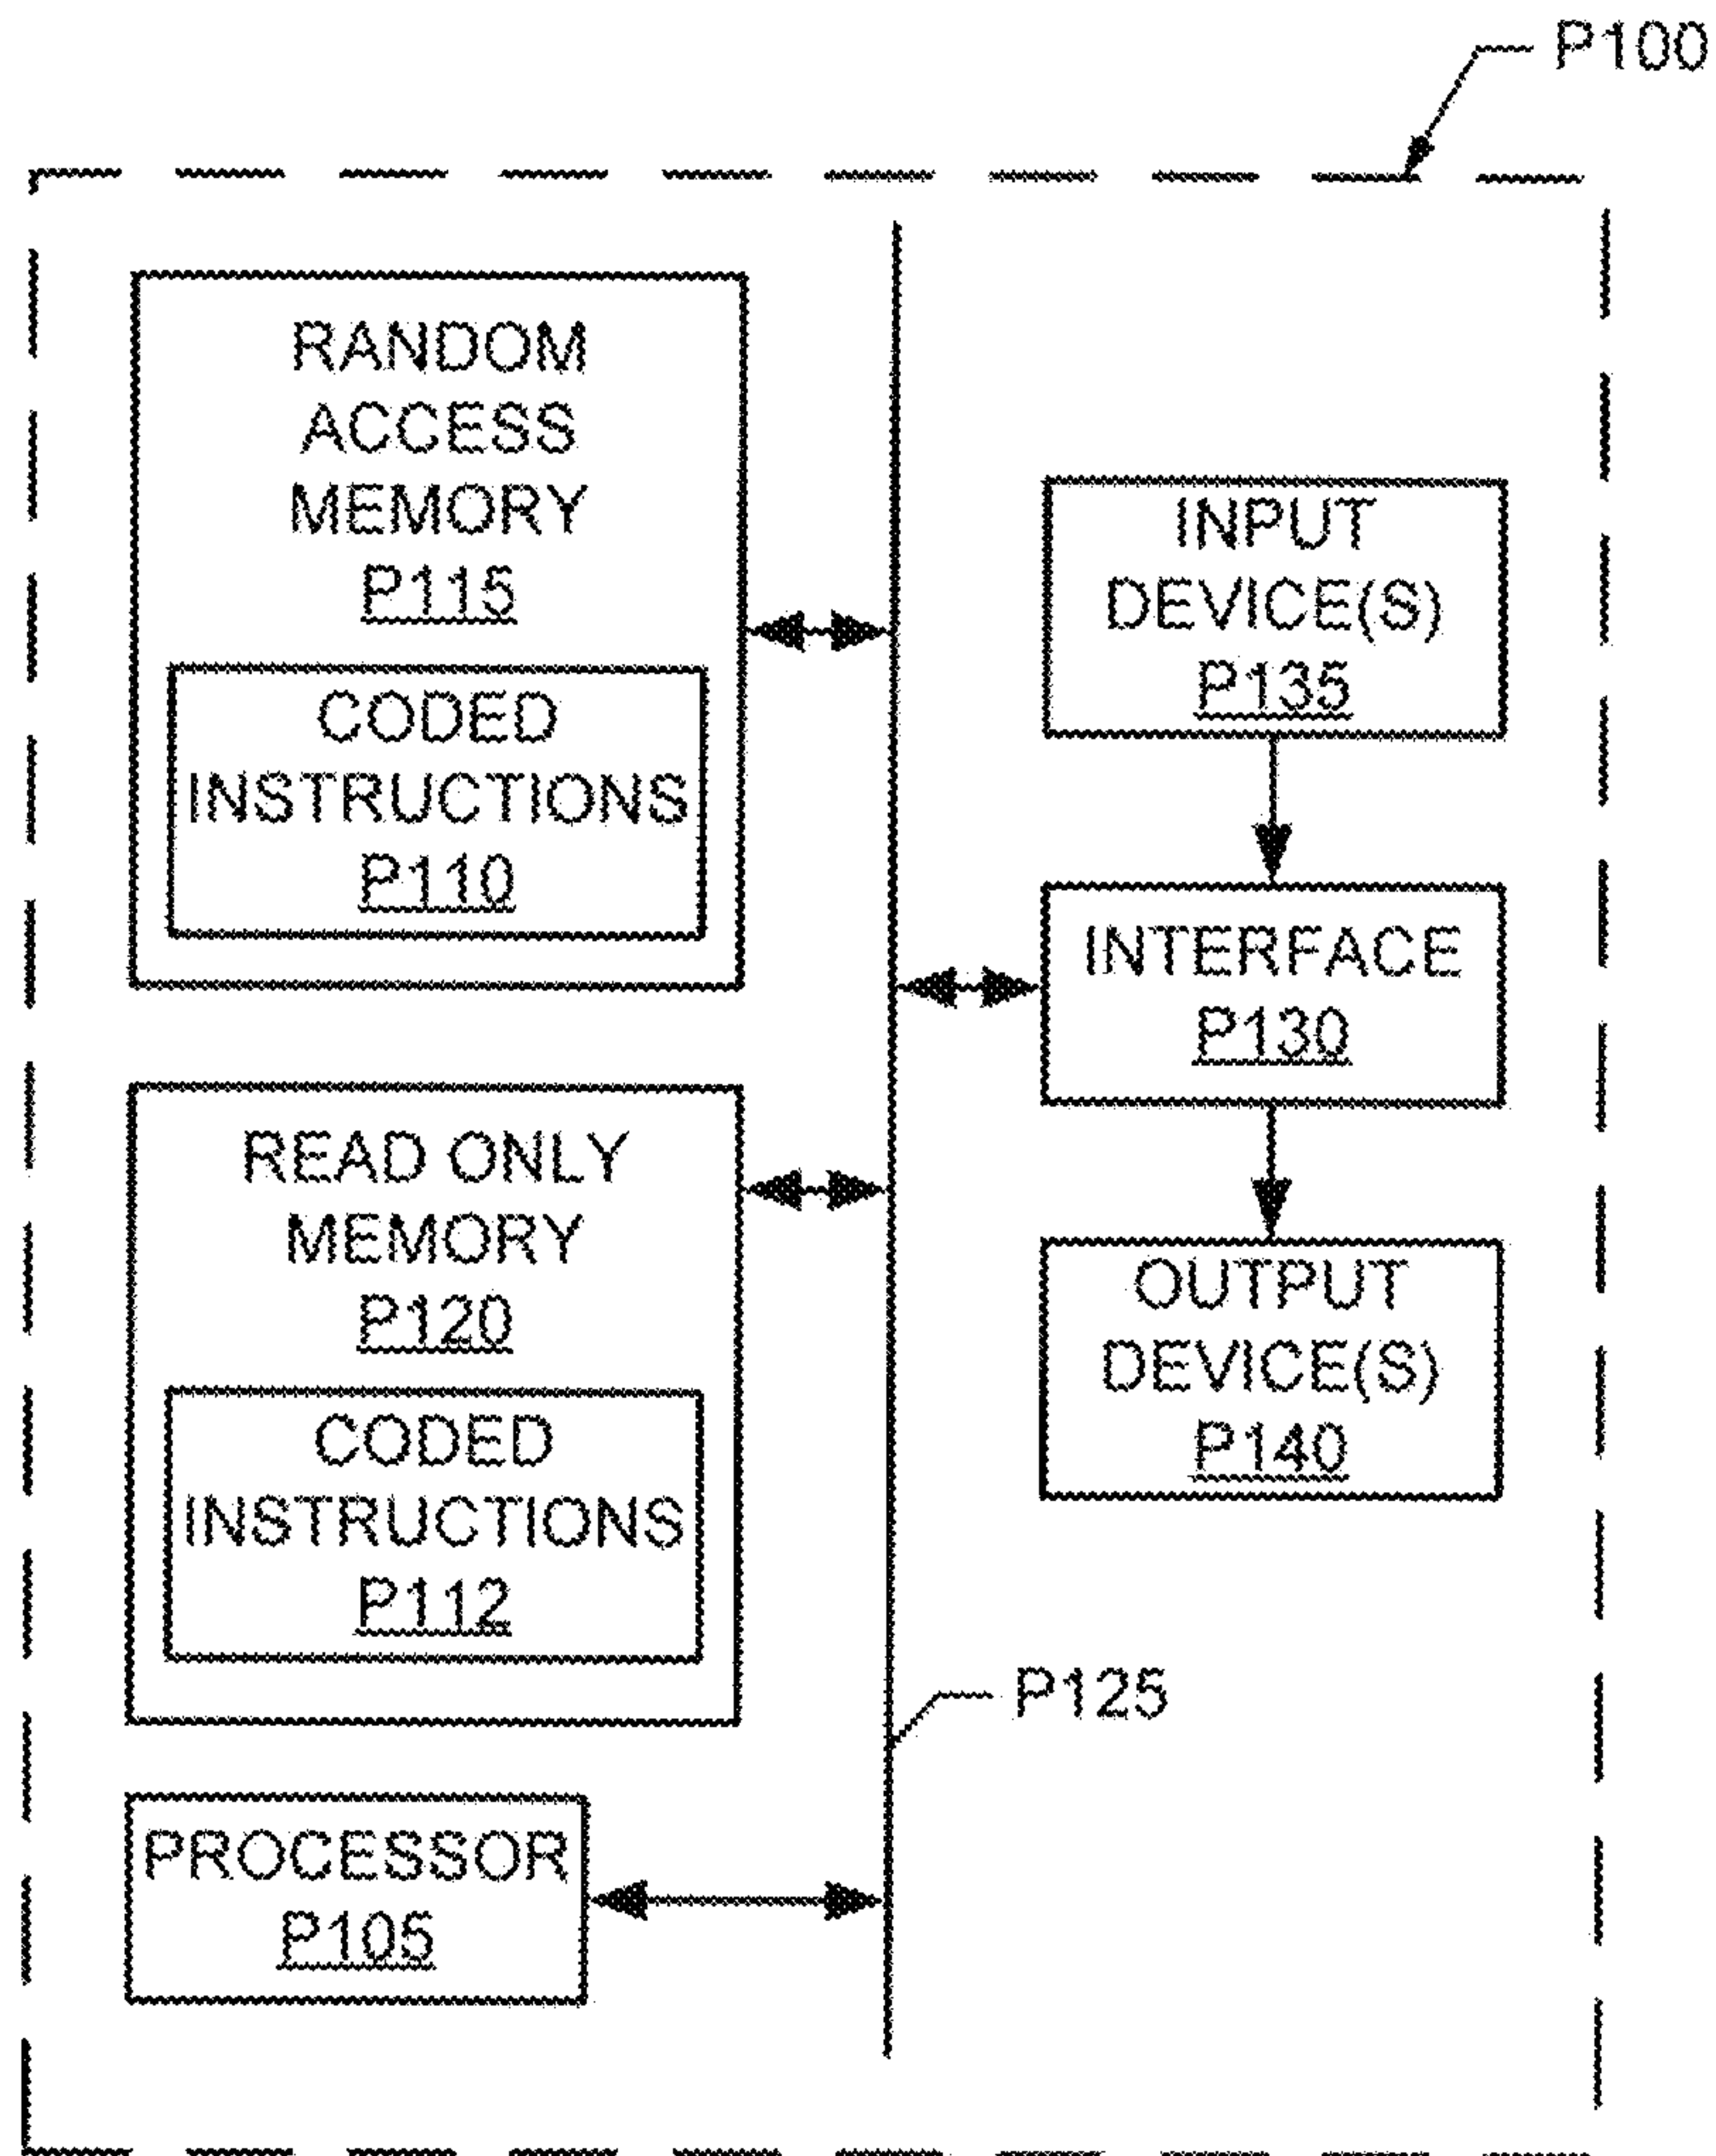 P100
RANDOM
ACCESS
MEMORY
P115
CODED
INSTRUCTIONS
P110
READ ONLY
MEMORY
P120
CODED
INSTRUCTIONS
P112
PROCESSOR
P105
INPUT
DEVICE(S)
P135
INTERFACE
P130
OUTPUT
DEVICE(S)
P140
P125